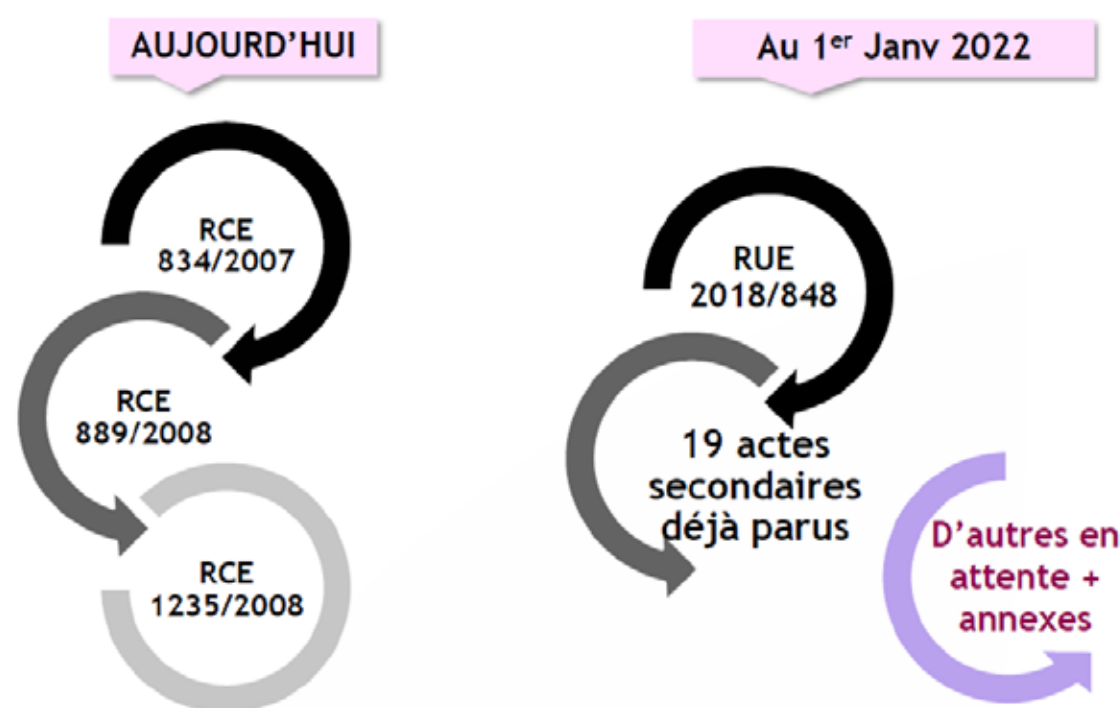 AUJOURD’HUI
RCE
834/2007
RCE
889/2008
RCE
1235/2008
Au 1er Janv 2022
RUE
2018/848
19 actes
secondaires
déjà parus
D’autres en
attente +
annexes